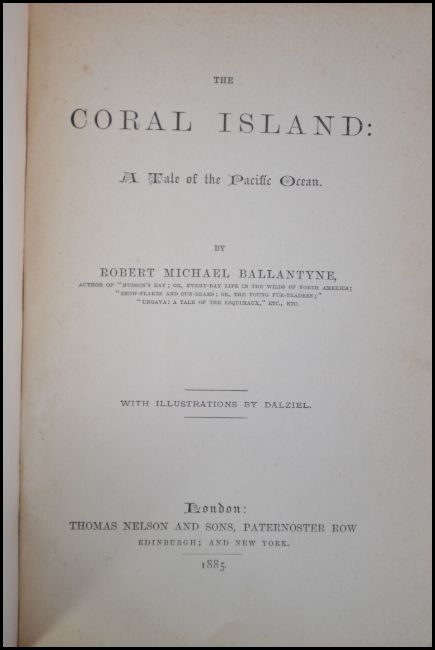 THE
CORAL ISLAND:
A Tale of the Pacific Ocean.
BY
ROBERT MICHAEL BALLANTYNE,
AUTHOR OF "HUDSON'S BAY; OR, EVERY-DAY LIFE IN THE WILDS OF NORTH AMERICA;
"SNOW-FLAKES AND SUN-BEAMS; OR, THE YOUNG FUR-TRADERS;"
"UNGAVA: A TALE OF THE ESQUIMAUX," ETC., ETC.
WITH ILLUSTRATIONS BY DALZIEL.
London:
THOMAS NELSON AND SONS, PATERNOSTER ROW
EDINBURGH; AND NEW YORK.
1885.